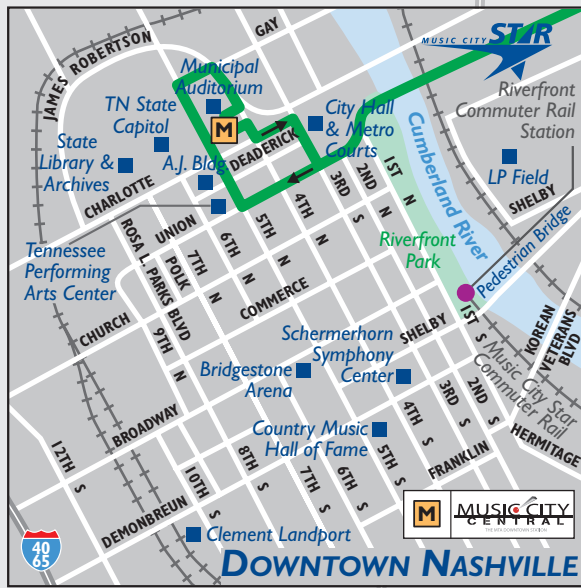 MUSIC CITY STAR
GAY
JAMES ROBERTSON
Municipal
Auditorium
TN State
Capitol
M
City Hall
& Metro
Courts
Riverfront
Commuter Rail
Station
State
Library &
Archives
A.J. Bldg.
DEADERICK
LP Field
CHARLOTTE
1ST N
2ND N
3RD S
4TH N
5TH N
6TH N
7TH N
Cumberland River
SHELBY
UNION
POLK
ROSA L. PARKS BLVD
9TH N
Tennessee
Performing
Arts Center
Riverfront
Park
Pedestrian Bridge
COMMERCE
CHURCH
SHELBY
1ST S
KOREAN
VETERANS
BLVD
Schermerhorn
Symphony
Center
Bridgestone
Arena
Music City Star
Commuter Rail
BROADWAY
Country Music
Hall of Fame
2ND S
3RD S
4TH S
5TH S
6TH S
7TH S
8TH S
10TH S
12TH S
HERMITAGE
FRANKLIN
DEMONBREUN
Clement Landport
M
MUSIC CITY
CENTRAL
THE MTA DOWNTOWN STATION
40
65
DOWNTOWN NASHVILLE